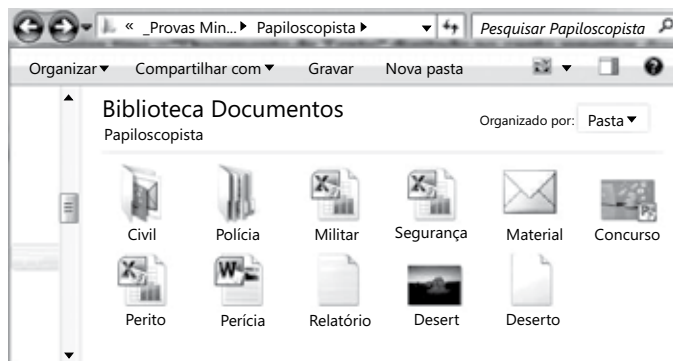 « _Provas Min... Papiloscopista
Pesquisar Papiloscopista
Organizar Compartilhar com Gravar Nova pasta
Biblioteca Documentos
Papiloscopista
Organizado por: Pasta
Civil Polícia Militar Segurança Material Concurso
Perito Perícia Relatório Desert Deserto